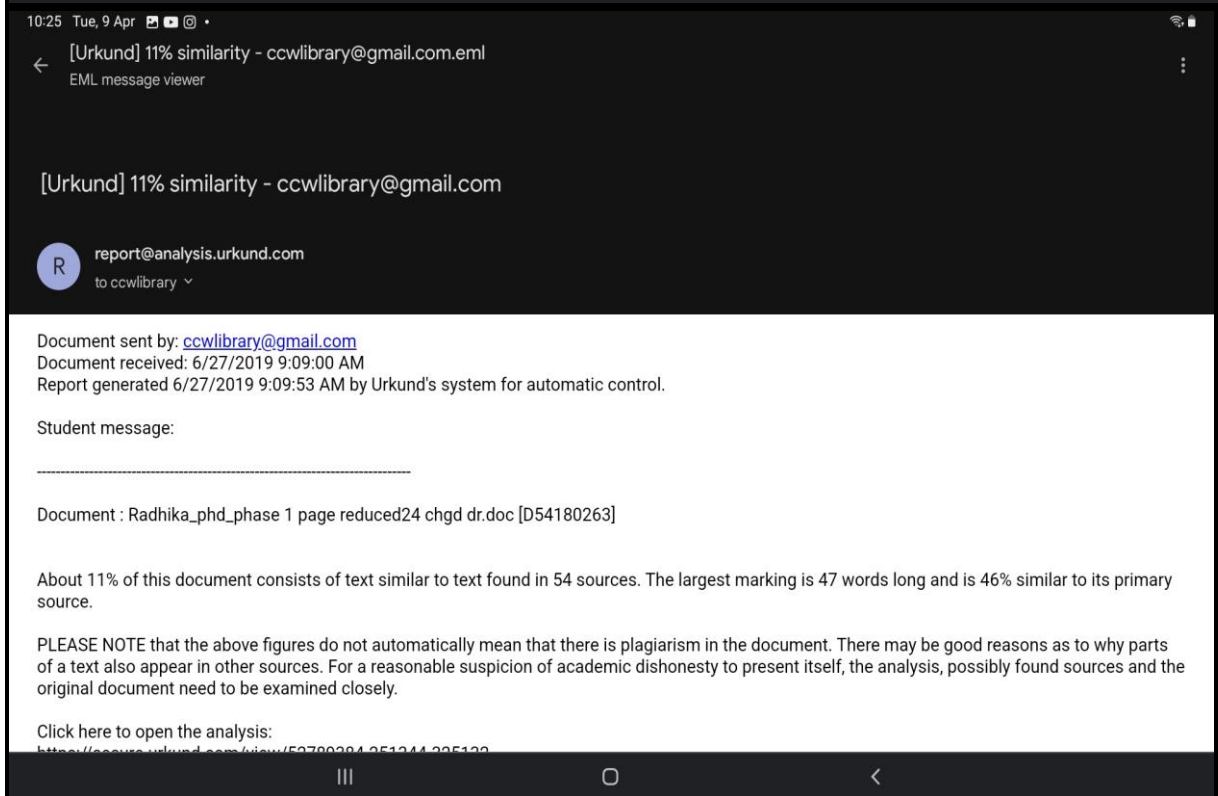 10:25 Tue, 9 Apr
[Urkund] 11% similarity - ccwlibrary@gmail.com.eml
EML message viewer
[Urkund] 11% similarity - ccwlibrary@gmail.com
R
report@analysis.urkund.com
to ccwlibrary
Document sent by: ccwlibrary@gmail.com
Document received: 6/27/2019 9:09:00 AM
Report generated 6/27/2019 9:09:53 AM by Urkund's system for automatic control.
Student message:
--------------------------------------------------------------------------------
Document : Radhika_phd_phase 1 page reduced24 chgd dr.doc [D54180263]
About 11% of this document consists of text similar to text found in 54 sources. The largest marking is 47 words long and is 46% similar to its primary
source.
PLEASE NOTE that the above figures do not automatically mean that there is plagiarism in the document. There may be good reasons as to why parts
of a text also appear in other sources. For a reasonable suspicion of academic dishonesty to present itself, the analysis, possibly found sources and the
original document need to be examined closely.
Click here to open the analysis: